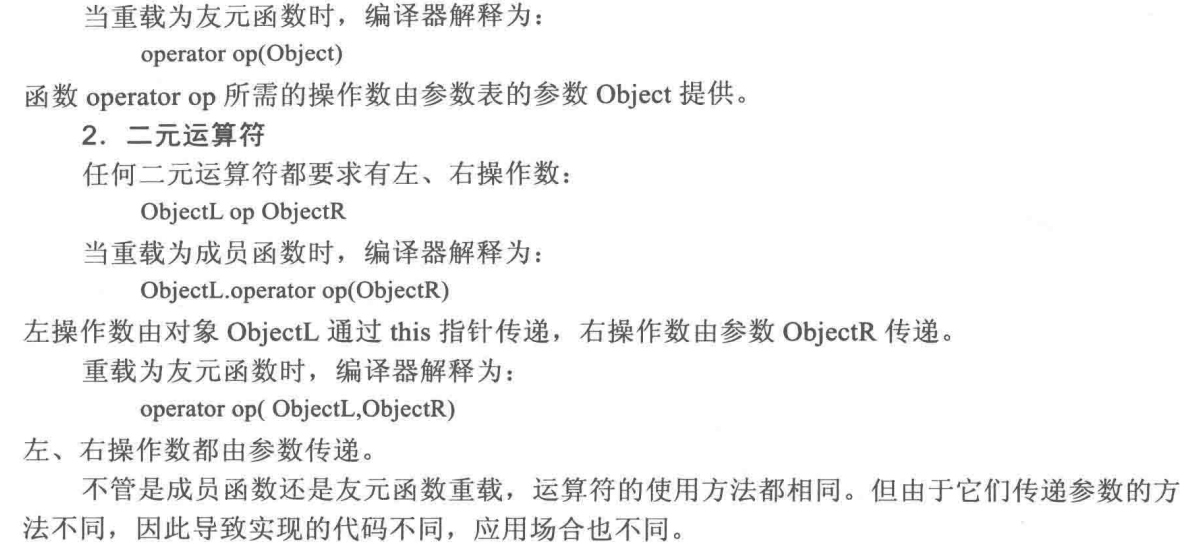 当重载为友元函数时，编译器解释为：
operator op(Object)
函数 operator op 所需的操作数由参数表的参数 Object 提供。
2．二元运算符
任何二元运算符都要求有左、右操作数：
ObjectL op ObjectR
当重载为成员函数时，编译器解释为：
ObjectL.operator op(ObjectR)
左操作数由对象 ObjectL 通过 this 指针传递，右操作数由参数 ObjectR 传递。
重载为友元函数时，编译器解释为：
operator op( ObjectL,ObjectR)
左、右操作数都由参数传递。
不管是成员函数还是友元函数重载，运算符的使用方法都相同。但由于它们传递参数的方
法不同，因此导致实现的代码不同，应用场合也不同。